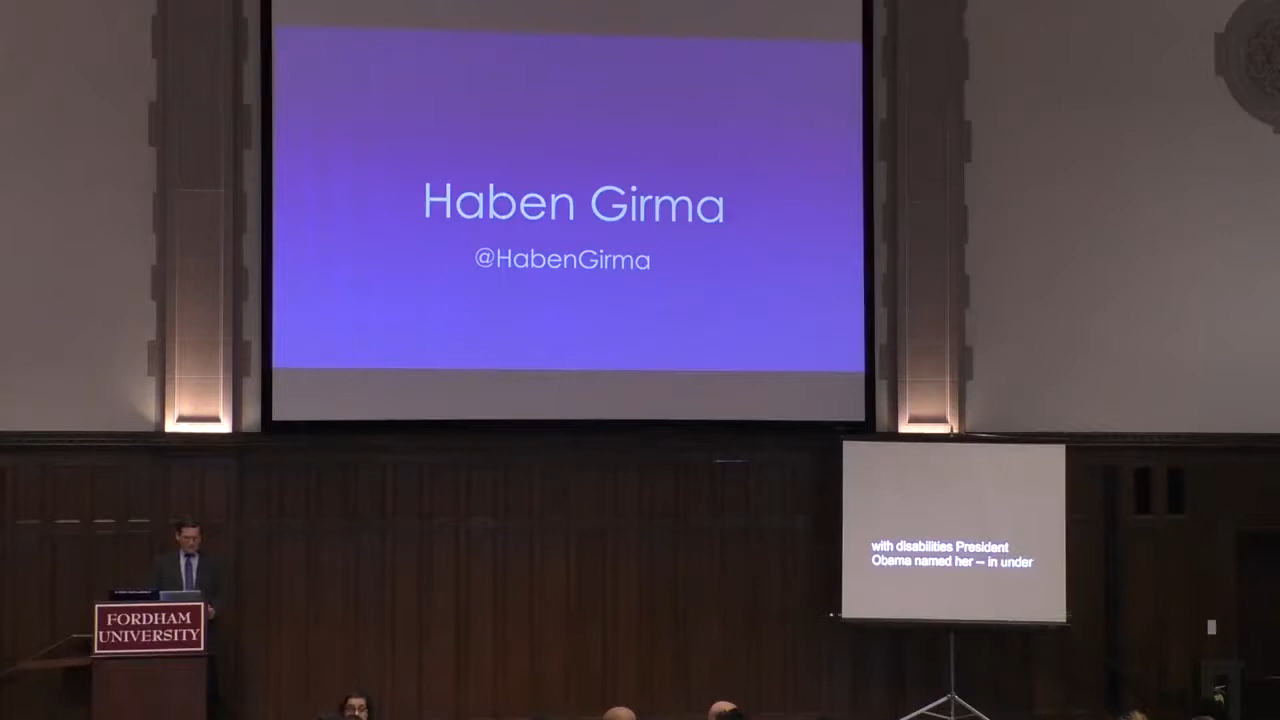 Haben Girma
@HabenGirma
with disabilities President
Obama named her – in under
FORDHAM
UNIVERSITY